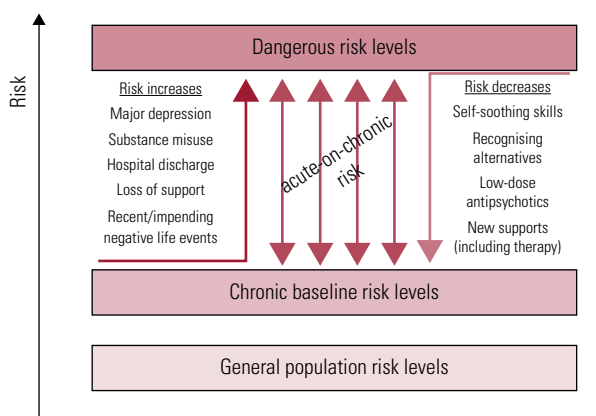 Risk
Dangerous risk levels
Risk increases
Major depression
Substance misuse
Hospital discharge
Loss of support
Recent/impending
negative life events
acute-on-chronic
risk
Risk decreases
Self-soothing skills
Recognising
alternatives
Low-dose
antipsychotics
New supports
(including therapy)
Chronic baseline risk levels
General population risk levels